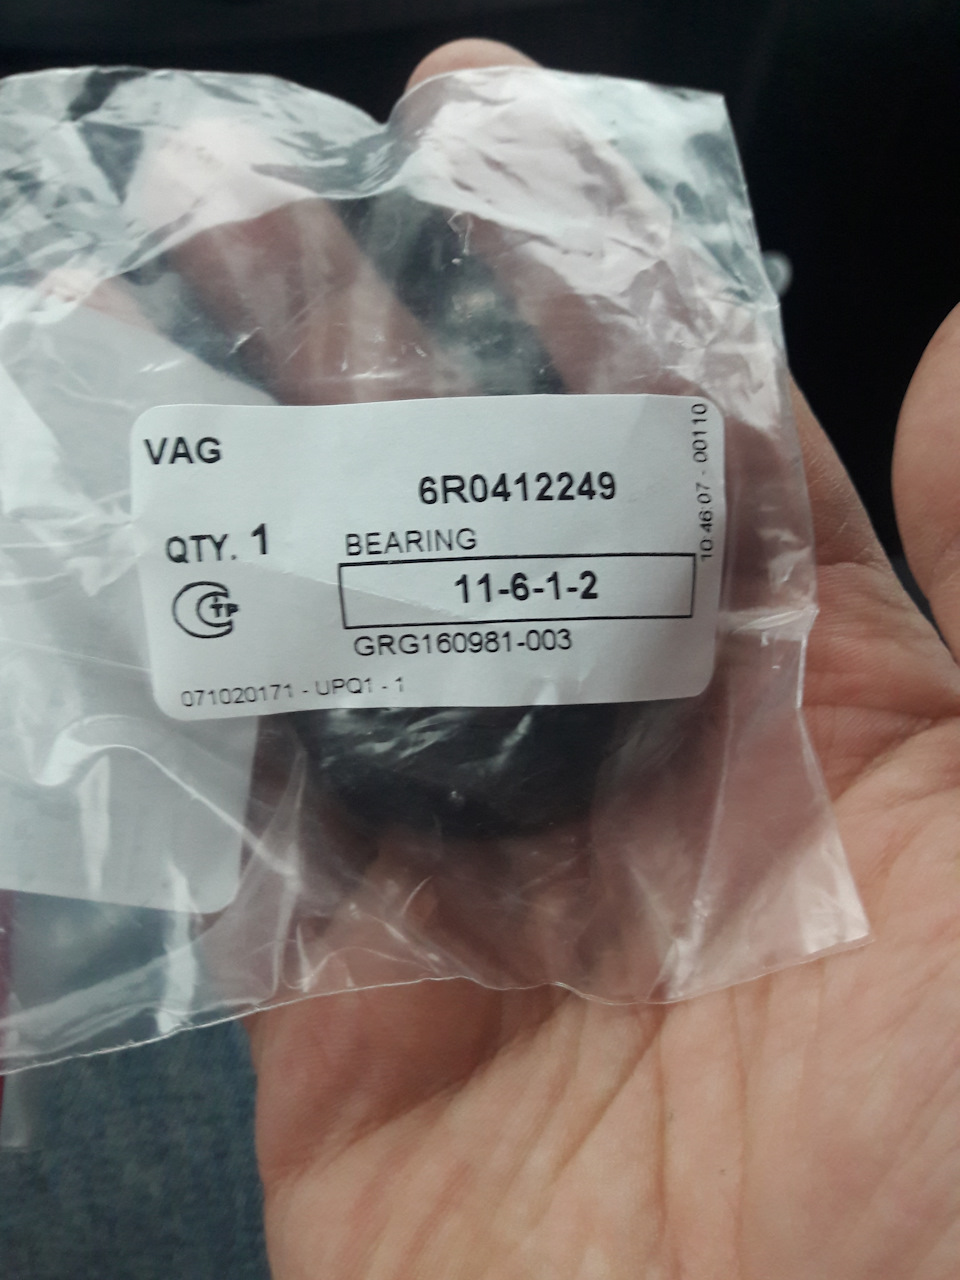 VAG
6R0412249
QTY. 1
BEARING
11-6-1-2
GRG160981-003
071020171 - UPQ1 - 1
10:46:07 - 00110